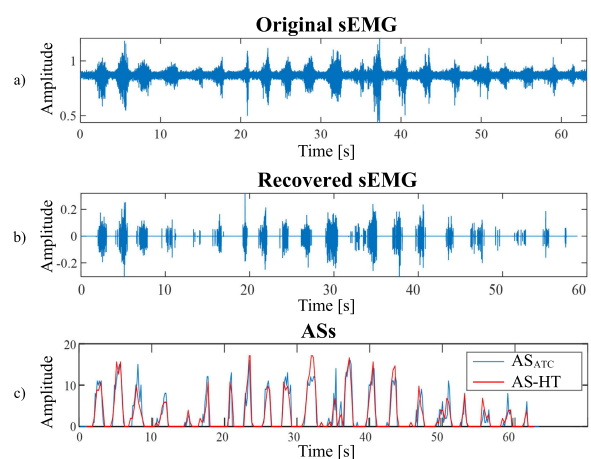 Original sEMG
a)
Amplitude
1
0.5
0 10 20 30 40 50 60
Time [s]
Recovered sEMG
b)
Amplitude
0.2
0
-0.2
0 10 20 30 40 50 60
Time [s]
ASs
c)
Amplitude
20
10
0
0 10 20 30 40 50 60
Time [s]
ASATC
AS-HT